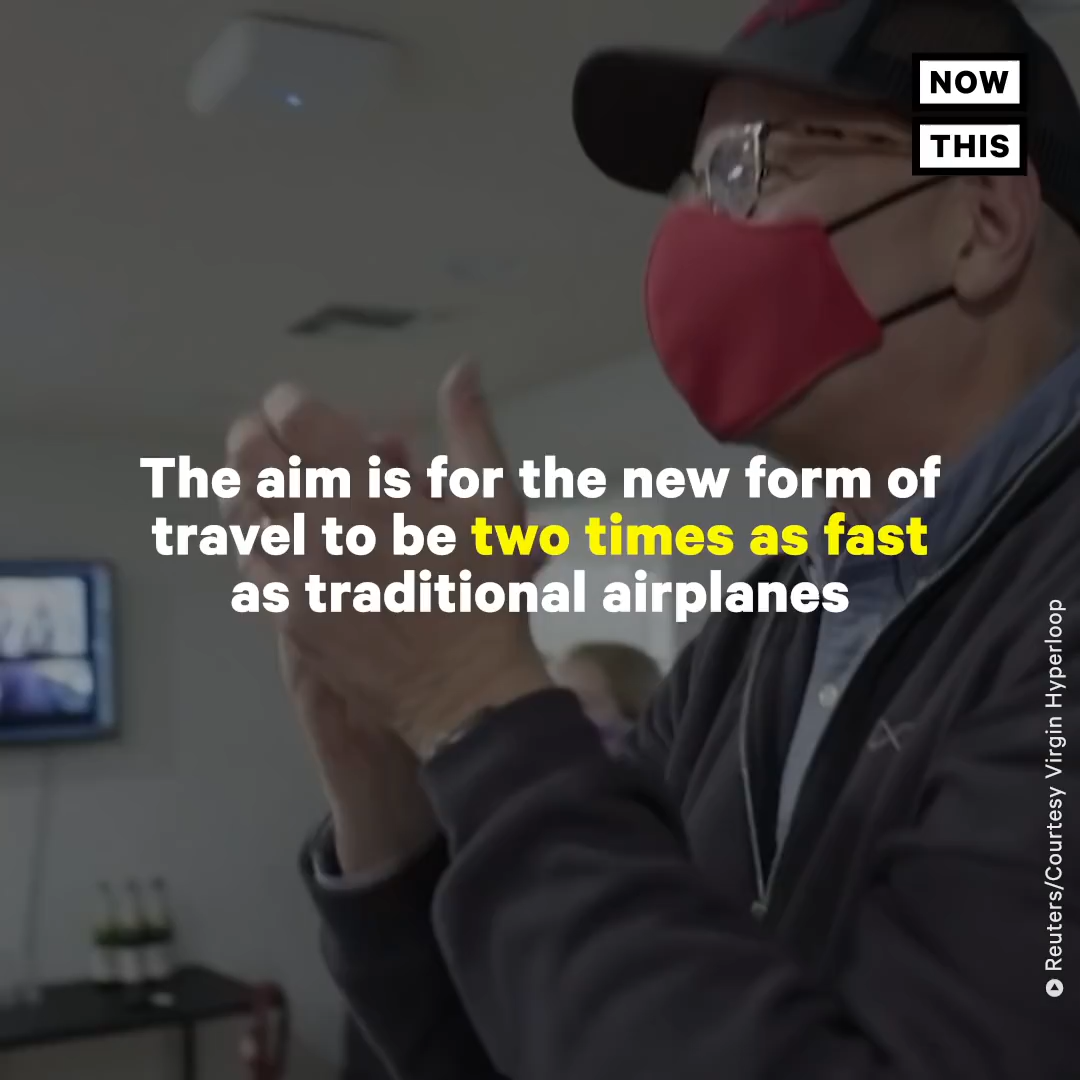 NOW
THIS
The aim is for the new form of
travel to be two times as fast
as traditional airplanes
Reuters/Courtesy Virgin Hyperloop